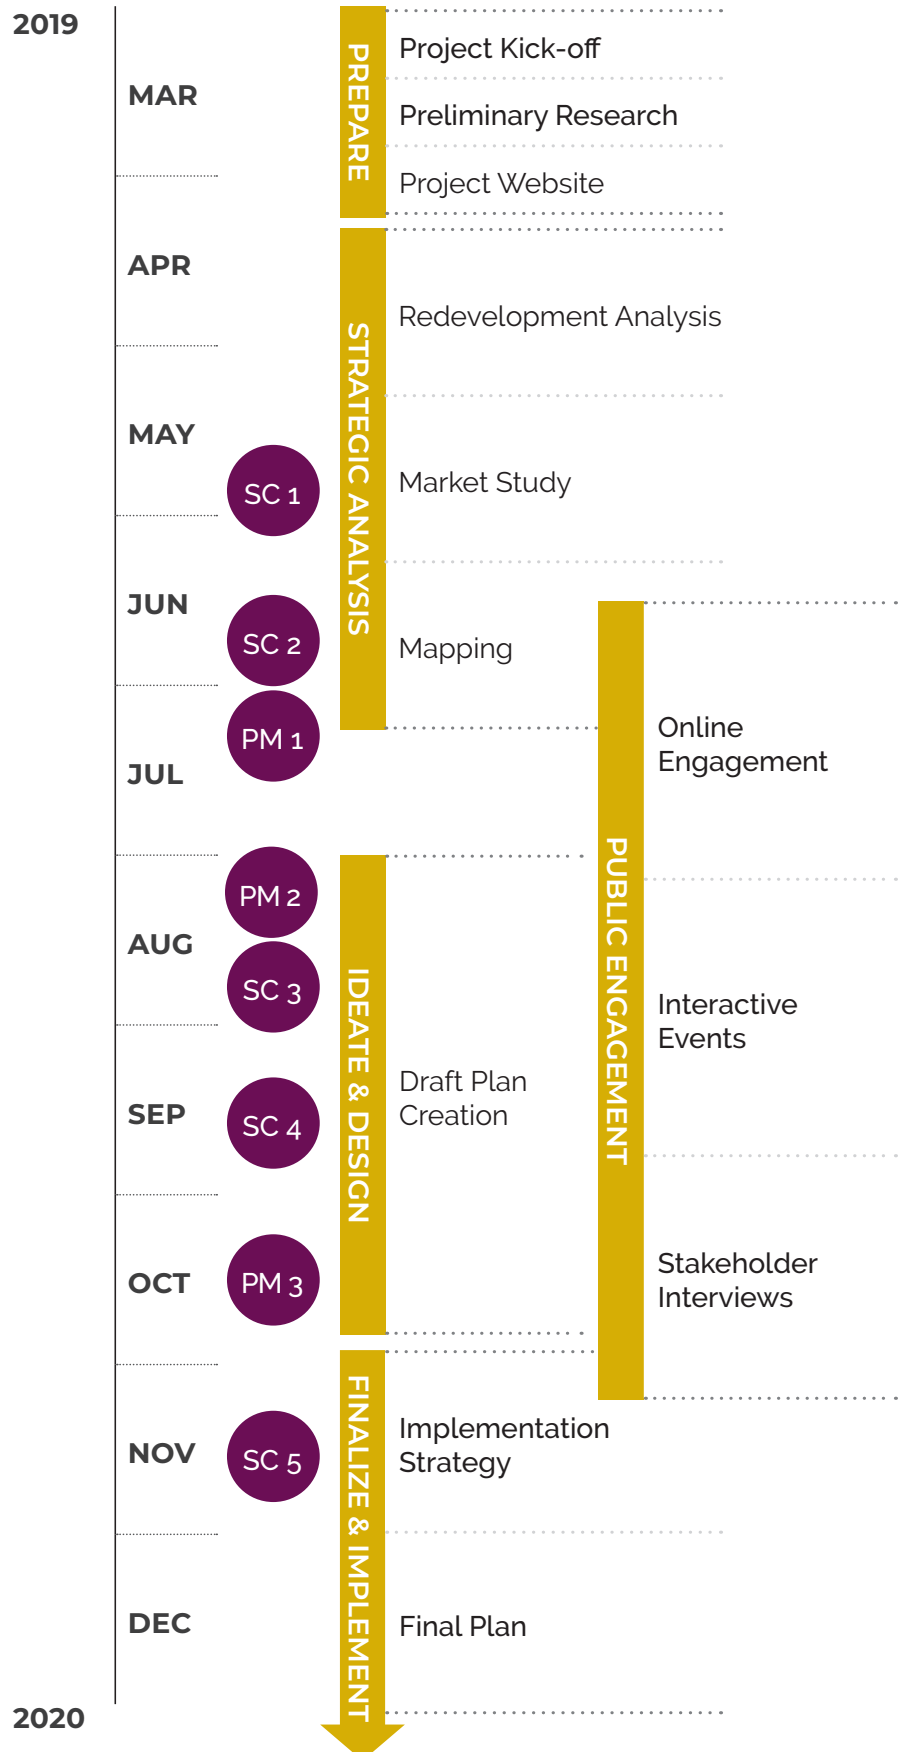 2019
MAR
APR
MAY
JUN
JUL
AUG
SEP
OCT
NOV
DEC
2020
SC 1
SC 2
PM 1
PM 2
SC 3
SC 4
PM 3
SC 5
PREPARE
Project Kick-off
Preliminary Research
Project Website
STRATEGIC ANALYSIS
Redevelopment Analysis
Market Study
Mapping
IDEATE & DESIGN
Draft Plan
Creation
FINALIZE & IMPLEMENT
Implementation
Strategy
Final Plan
PUBLIC ENGAGEMENT
Online
Engagement
Interactive
Events
Stakeholder
Interviews